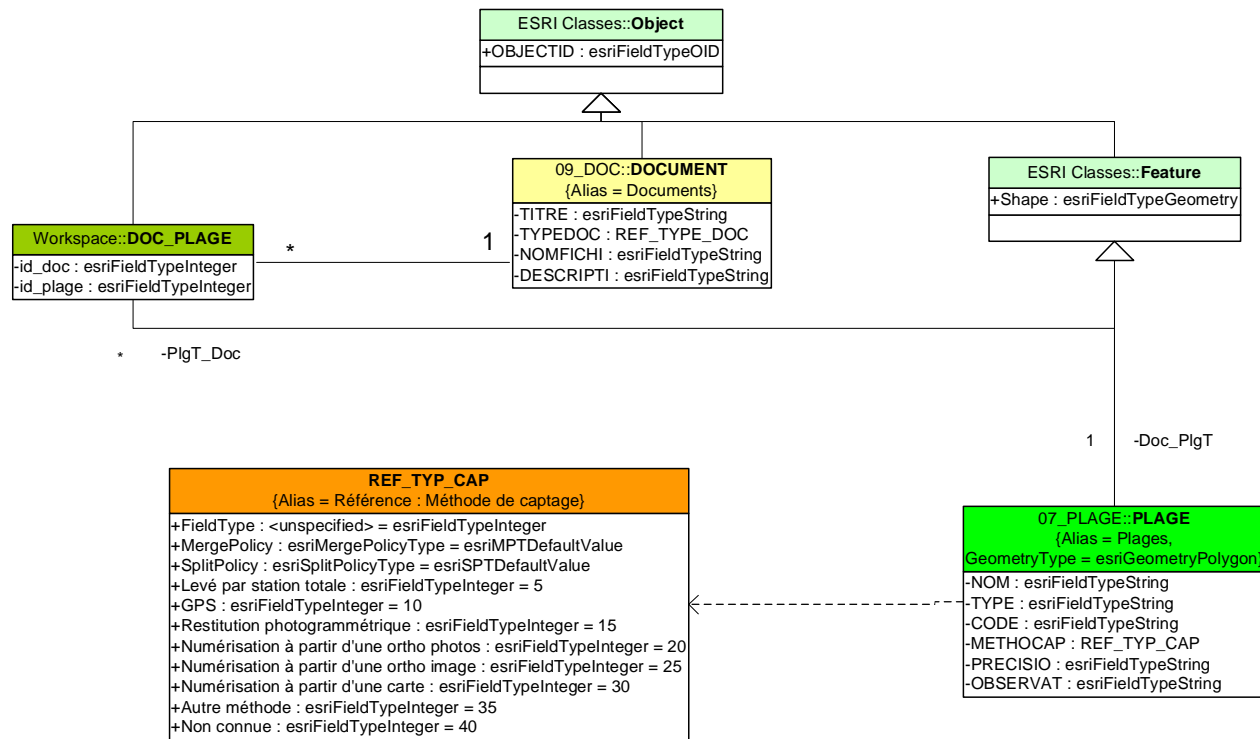 ESRI Classes::Object
+OBJECTID : esriFieldTypeOID
09_DOC::DOCUMENT
{Alias = Documents}
-TITRE : esriFieldTypeString
-TYPEDOC : REF_TYPE_DOC
-NOMFICHI : esriFieldTypeString
-DESCRIPTI : esriFieldTypeString
ESRI Classes::Feature
+Shape : esriFieldTypeGeometry
Workspace::DOC_PLAGE
-id_doc : esriFieldTypeInteger
-id_plage : esriFieldTypeInteger
*
1
*
-PlgT_Doc
1
-Doc_PlgT
REF_TYP_CAP
{Alias = Référence : Méthode de captage}
+FieldType : <unspecified> = esriFieldTypeInteger
+MergePolicy : esriMergePolicyType = esriMPTDefaultValue
+SplitPolicy : esriSplitPolicyType = esriSPTDefaultValue
+Levé par station totale : esriFieldTypeInteger = 5
+GPS : esriFieldTypeInteger = 10
+Restitution photogrammétrique : esriFieldTypeInteger = 15
+Numérisation à partir d'une ortho photos : esriFieldTypeInteger = 20
+Numérisation à partir d'une ortho image : esriFieldTypeInteger = 25
+Numérisation à partir d'une carte : esriFieldTypeInteger = 30
+Autre méthode : esriFieldTypeInteger = 35
+Non connue : esriFieldTypeInteger = 40
07_PLAGE::PLAGE
{Alias = Plages,
GeometryType = esriGeometryPolygon}
-NOM : esriFieldTypeString
-TYPE : esriFieldTypeString
-CODE : esriFieldTypeString
-METHOCAP : REF_TYP_CAP
-PRECISIO : esriFieldTypeString
-OBSERVAT : esriFieldTypeString